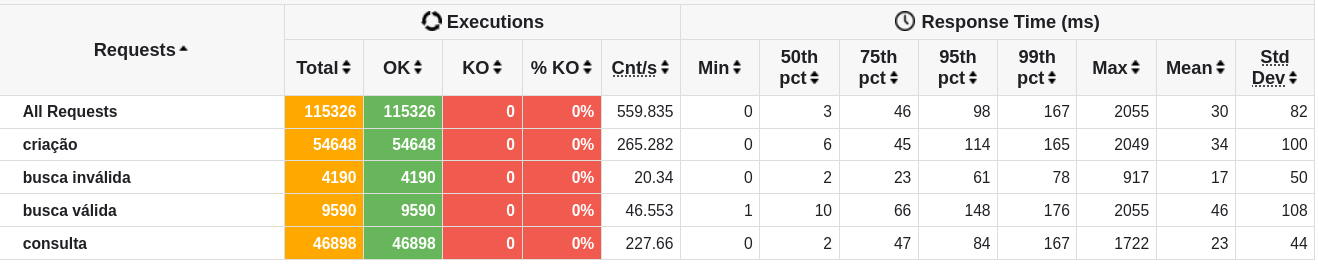 Executions Response Time (ms)
Requests Total OK KO % KO Cnt/s Min 50th pct 75th pct 95th pct 99th pct Max Mean Std Dev
All Requests 115326 115326 0 0% 559.835 0 3 46 98 167 2055 30 82
criação 54648 54648 0 0% 265.282 0 6 45 114 165 2049 34 100
busca inválida 4190 4190 0 0% 20.34 0 2 23 61 78 917 17 50
busca válida 9590 9590 0 0% 46.553 1 10 66 148 176 2055 46 108
consulta 46898 46898 0 0% 227.66 0 2 47 84 167 1722 23 44